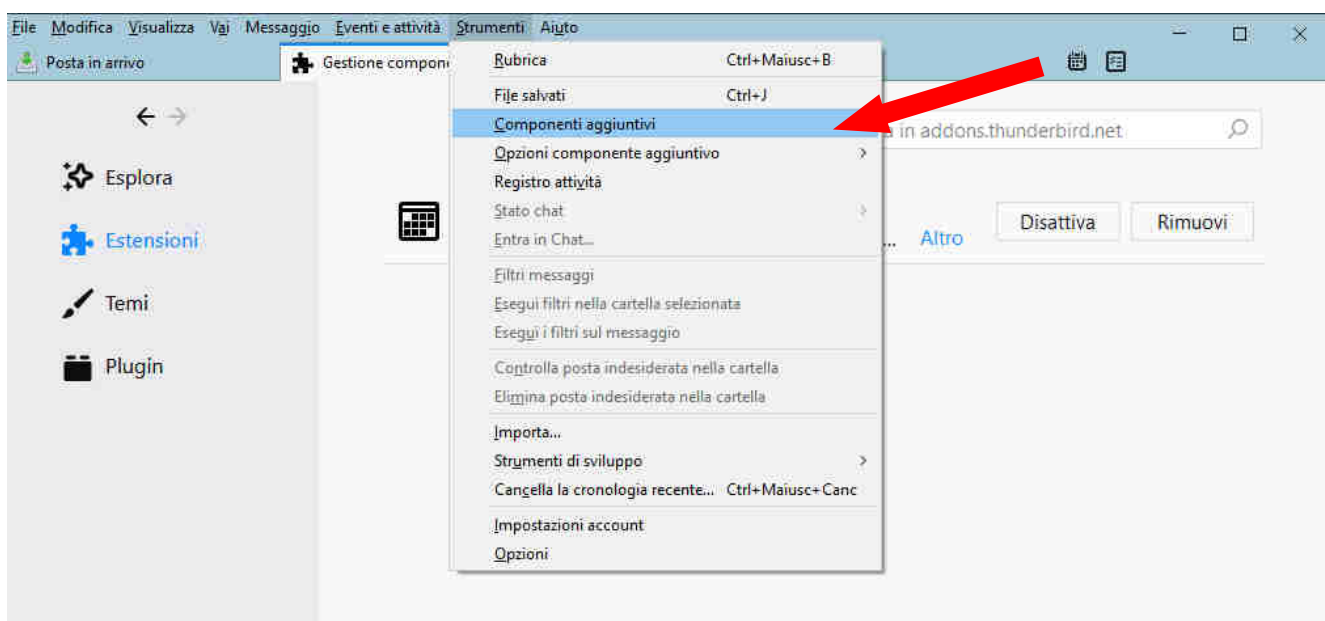 File Modifica Visualizza Vai Messaggio Eventi e attività Strumenti Aiuto
Posta in arrivo
Gestione compon
Rubrica Ctrl+Maiusc+B
File salvati Ctrl+J
Componenti aggiuntivi
Opzioni componente aggiuntivo
Registro attività
Stato chat
Entra in Chat...
Filtri messaggi
Esegui filtri nella cartella selezionata
Esegui i filtri sul messaggio
Controlla posta indesiderata nella cartella
Elimina posta indesiderata nella cartella
Importa...
Strumenti di sviluppo
Cancella la cronologia recente... Ctrl+Maiusc+Canc
Impostazioni account
Opzioni
in addons.thunderbird.net
Esplora
Estensioni
Temi
Plugin
... Altro
Disattiva
Rimuovi